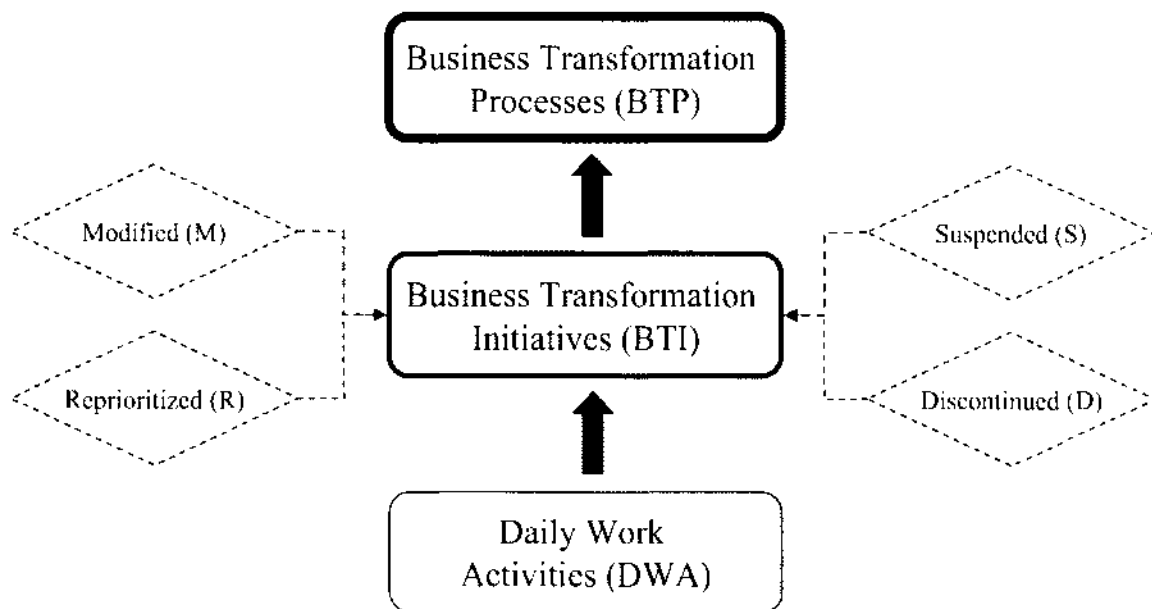 Business Transformation
Processes (BTP)
Modified (M)
Suspended (S)
Business Transformation
Initiatives (BTI)
Reprioritized (R)
Discontinued (D)
Daily Work
Activities (DWA)